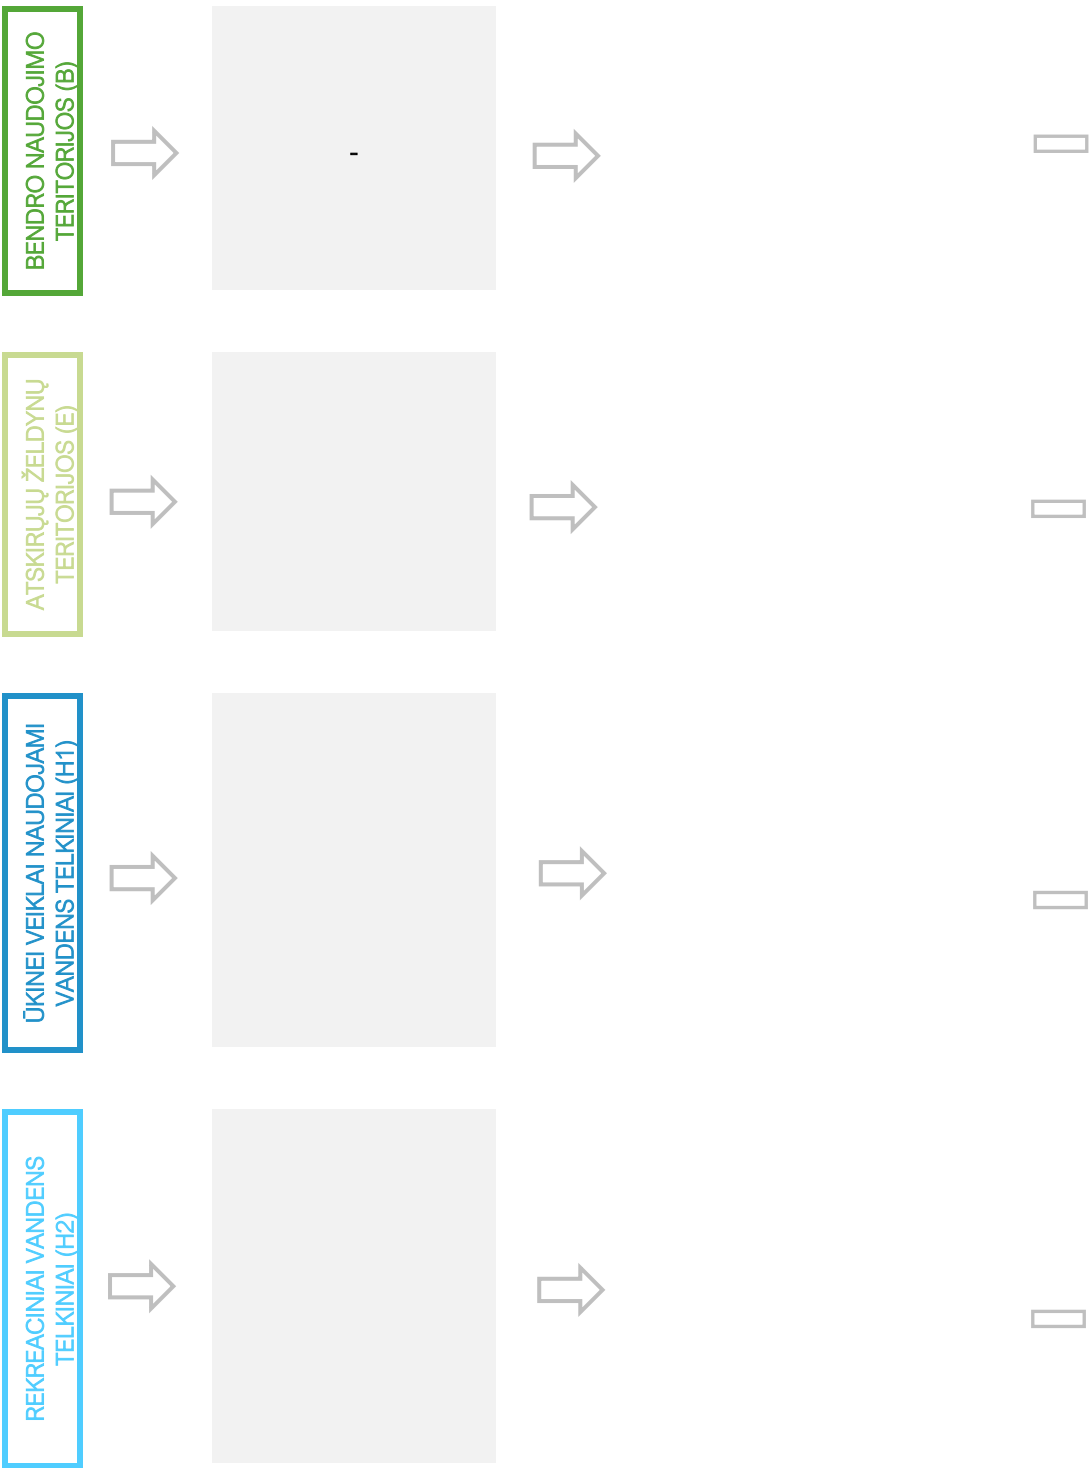 BENDRO NAUDOJIMO
TERITORIJOS (B)
-
ATSKIRŲJŲ ŽELDYNŲ
TERITORIJOS (E)
ŪKINEI VEIKLAI NAUDOJAMI
VANDENS TELKINIAI (H1)
REKREACINIAI VANDENS
TELKINIAI (H2)